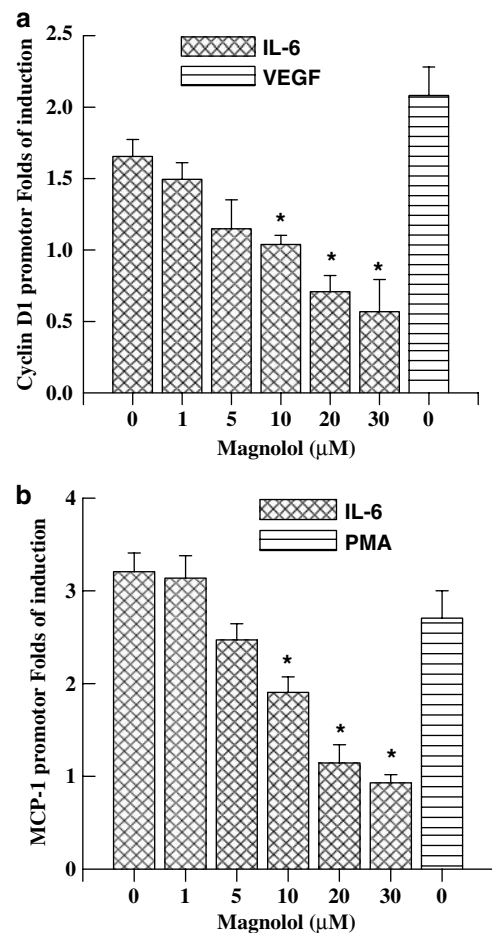 a
IL-6
VEGF
Cyclin D1 promotor Folds of induction
2.5
2.0
1.5
1.0
0.5
0.0
* * *
0 1 5 10 20 30 0
Magnolol (μM)
b
IL-6
PMA
MCP-1 promotor Folds of induction
4
3
2
1
0
* * *
0 1 5 10 20 30 0
Magnolol (μM)